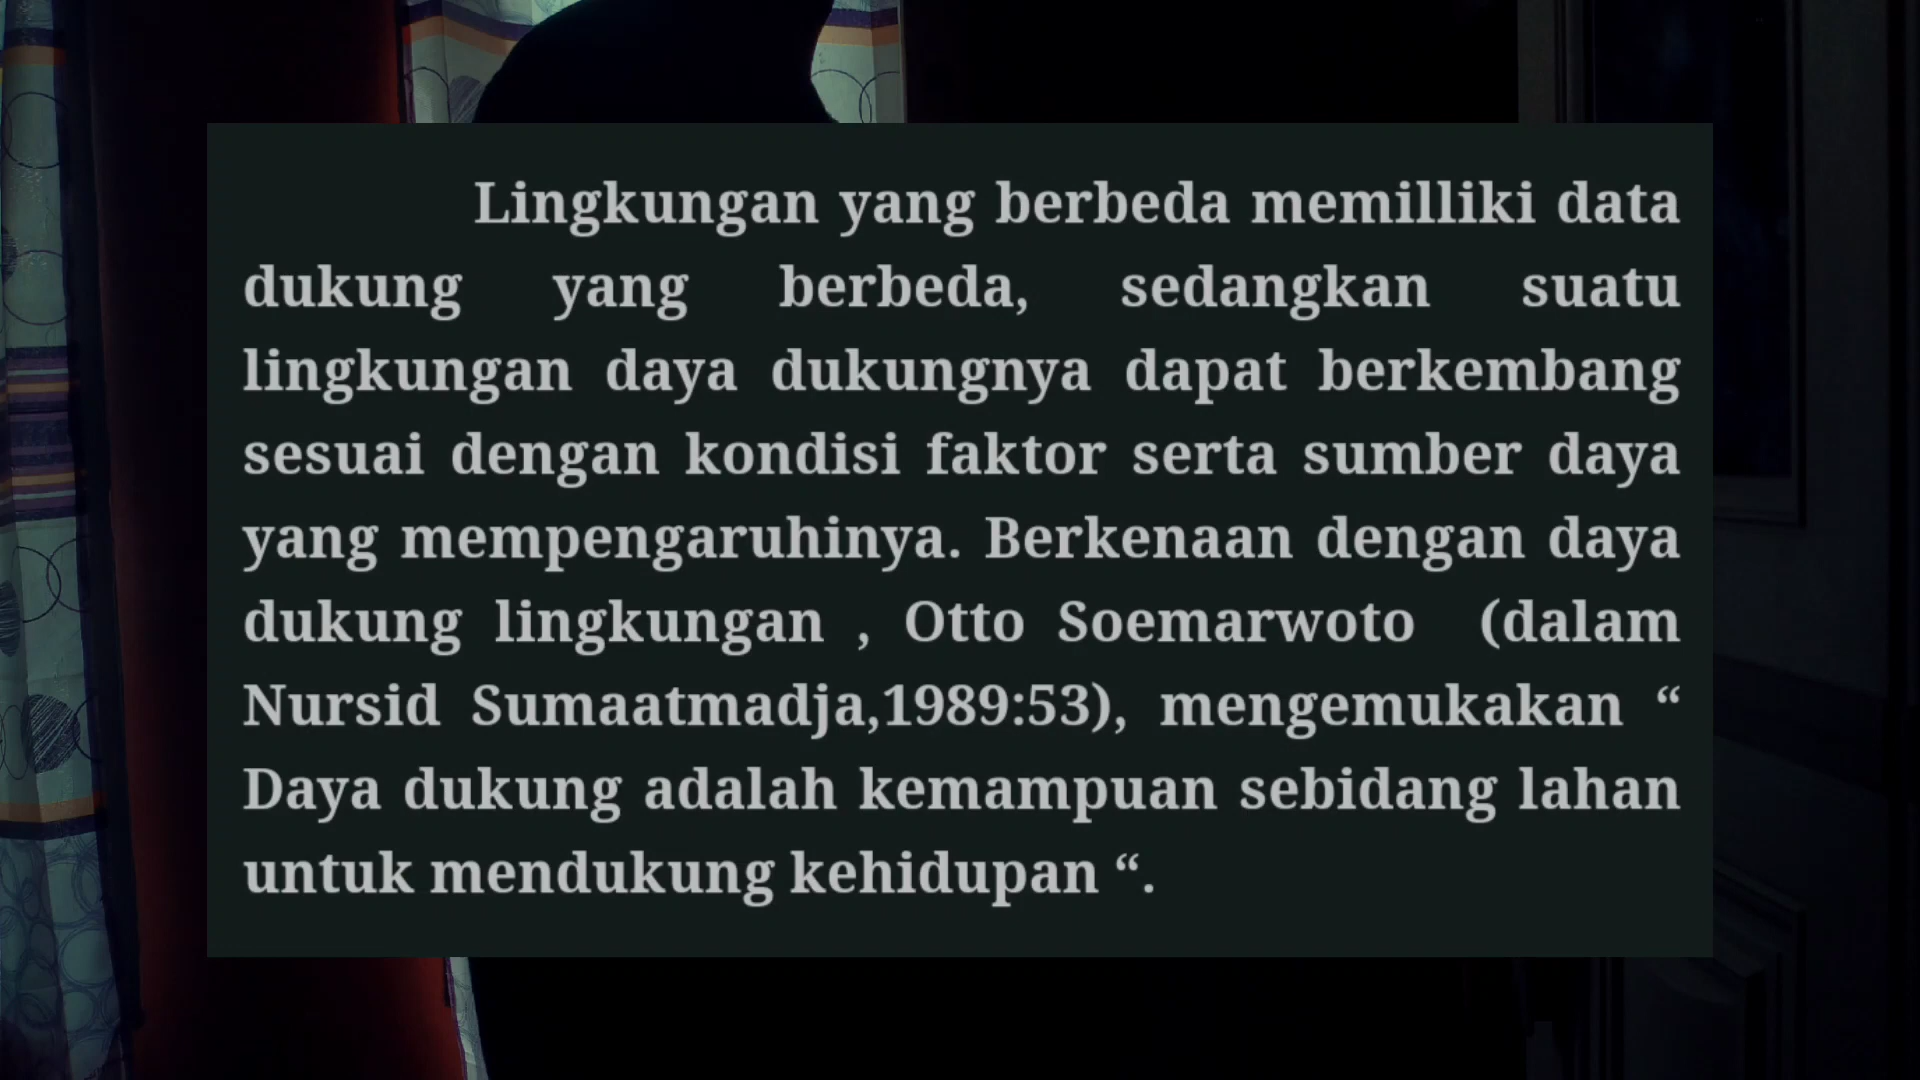 Lingkungan yang berbeda memilliki data
dukung yang berbeda, sedangkan suatu
lingkungan daya dukungnya dapat berkembang
sesuai dengan kondisi faktor serta sumber daya
yang mempengaruhinya. Berkenaan dengan daya
dukung lingkungan , Otto Soemarwoto (dalam
Nursid Sumaatmadja,1989:53), mengemukakan “
Daya dukung adalah kemampuan sebidang lahan
untuk mendukung kehidupan “.